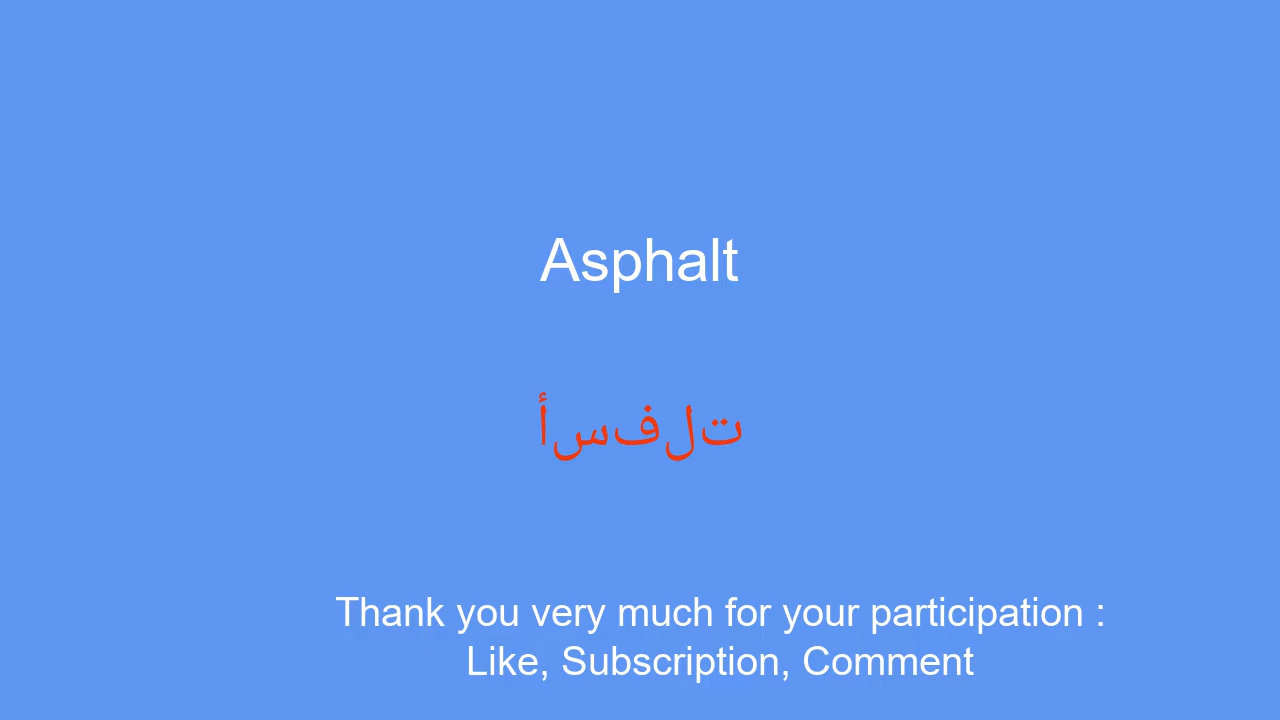 Asphalt
أسفلت
Thank you very much for your participation :
Like, Subscription, Comment